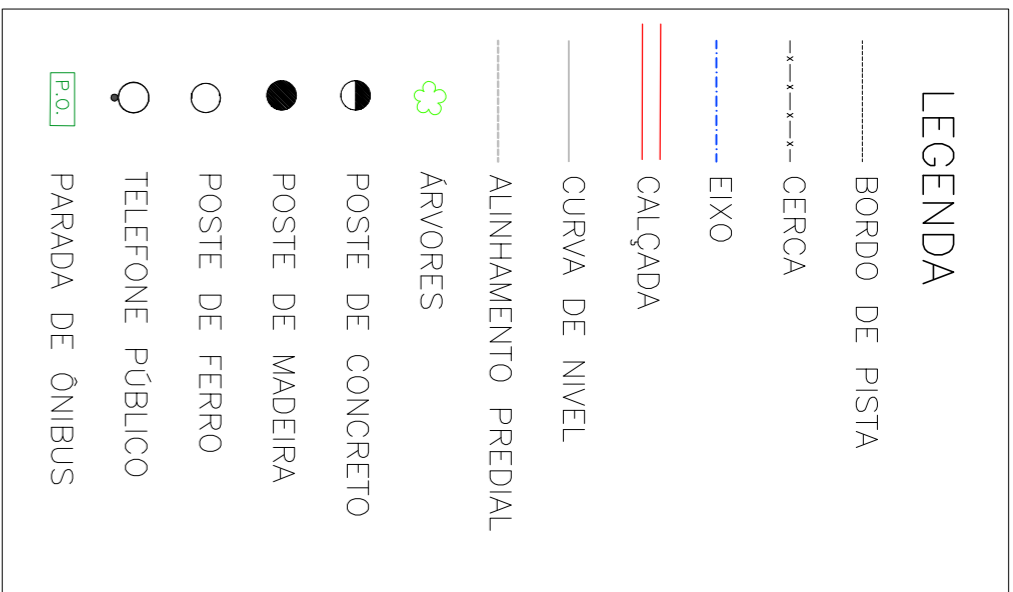 LEGENDA
BORDO DE PISTA
CERCA
EIXO
CALÇADA
CURVA DE NIVEL
ALINHAMENTO PREDIAL
ÁRVORES
POSTE DE CONCRETO
POSTE DE MADEIRA
POSTE DE FERRO
TELEFONE PÚBLICO
P.O. PARADA DE ÔNIBUS